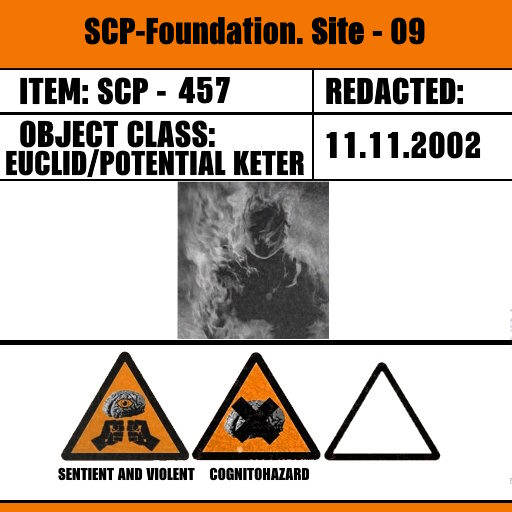 SCP-Foundation. Site - 09
ITEM: SCP - 457
REDACTED:
OBJECT CLASS:
EUCLID/POTENTIAL KETER
11.11.2002
SENTIENT AND VIOLENT
COGNITOHAZARD